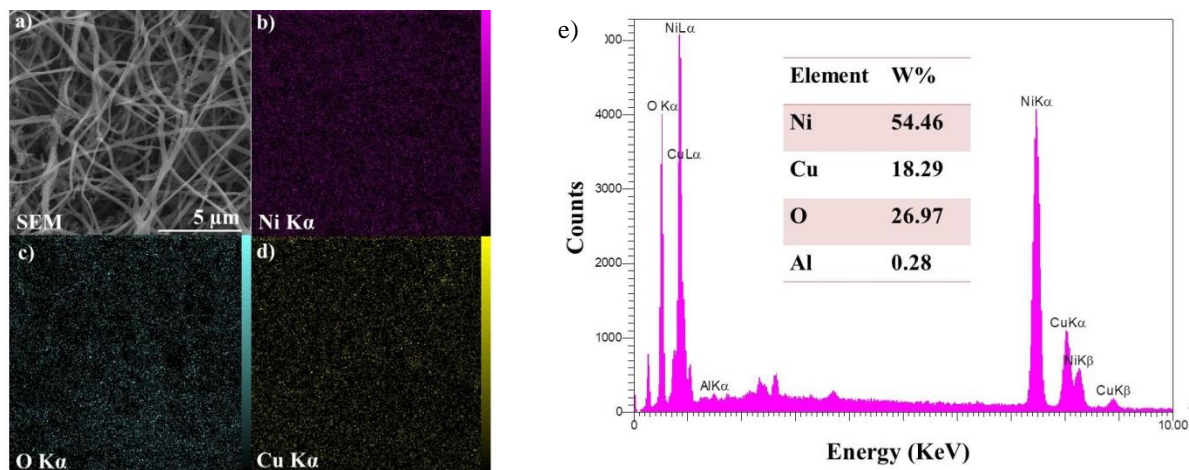 a)
SEM
5 μm
b)
Ni Kα
c)
O Kα
d)
Cu Kα
e)
Counts
5000
4000
3000
2000
1000
0
NiLα
O Kα
CuLα
AlKα
NiKα
CuKα
NiKβ
CuKβ
Element W%
Ni 54.46
Cu 18.29
O 26.97
Al 0.28
0
10.00
Energy (KeV)